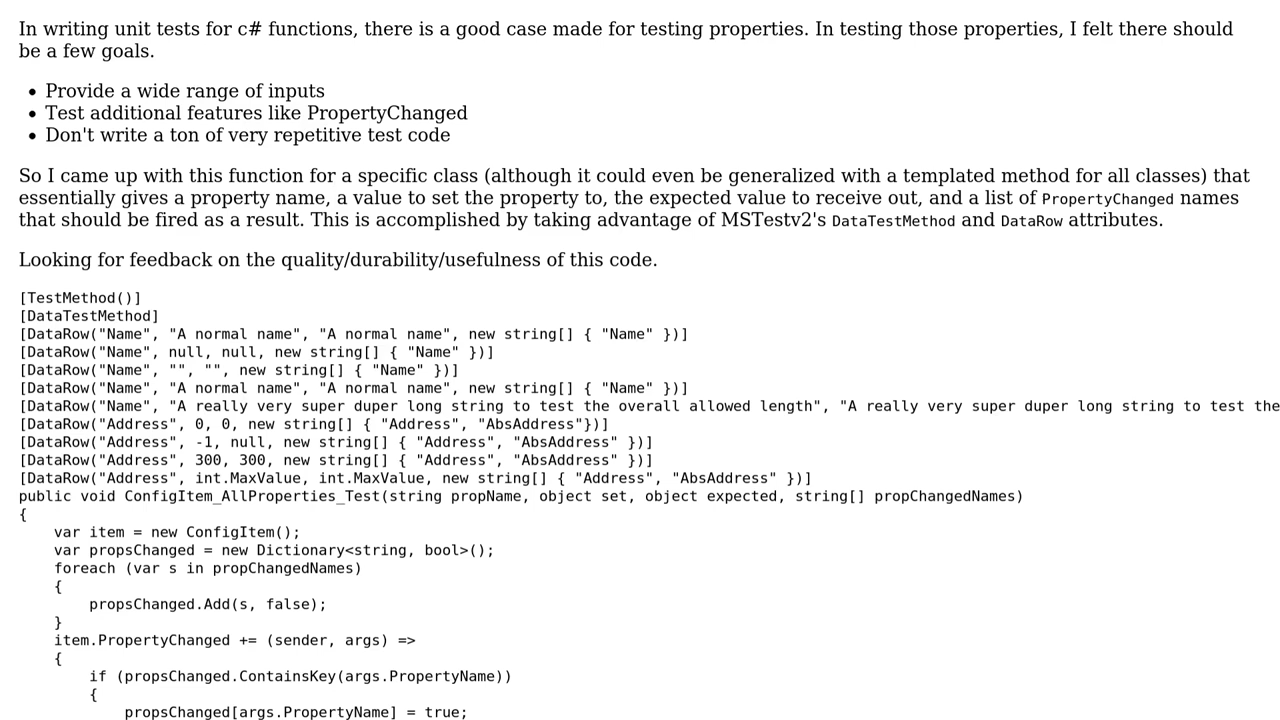 In writing unit tests for c# functions, there is a good case made for testing properties. In testing those properties, I felt there should
be a few goals.
• Provide a wide range of inputs
• Test additional features like PropertyChanged
• Don't write a ton of very repetitive test code
So I came up with this function for a specific class (although it could even be generalized with a templated method for all classes) that
essentially gives a property name, a value to set the property to, the expected value to receive out, and a list of PropertyChanged names
that should be fired as a result. This is accomplished by taking advantage of MSTestv2's DataTestMethod and DataRow attributes.
Looking for feedback on the quality/durability/usefulness of this code.
[TestMethod()]
[DataTestMethod]
[DataRow("Name", "A normal name", "A normal name", new string[] { "Name" })]
[DataRow("Name", null, null, new string[] { "Name" })]
[DataRow("Name", "", "", new string[] { "Name" })]
[DataRow("Name", "A normal name", "A normal name", new string[] { "Name" })]
[DataRow("Name", "A really very super duper long string to test the overall allowed length", "A really very super duper long string to test the
[DataRow("Address", 0, 0, new string[] { "Address", "AbsAddress"})]
[DataRow("Address", -1, null, new string[] { "Address", "AbsAddress" })]
[DataRow("Address", 300, 300, new string[] { "Address", "AbsAddress" })]
[DataRow("Address", int.MaxValue, int.MaxValue, new string[] { "Address", "AbsAddress" })]
public void ConfigItem_AllProperties_Test(string propName, object set, object expected, string[] propChangedNames)
{
    var item = new ConfigItem();
    var propsChanged = new Dictionary<string, bool>();
    foreach (var s in propChangedNames)
    {
        propsChanged.Add(s, false);
    }
    item.PropertyChanged += (sender, args) =>
    {
        if (propsChanged.ContainsKey(args.PropertyName))
        {
            propsChanged[args.PropertyName] = true;